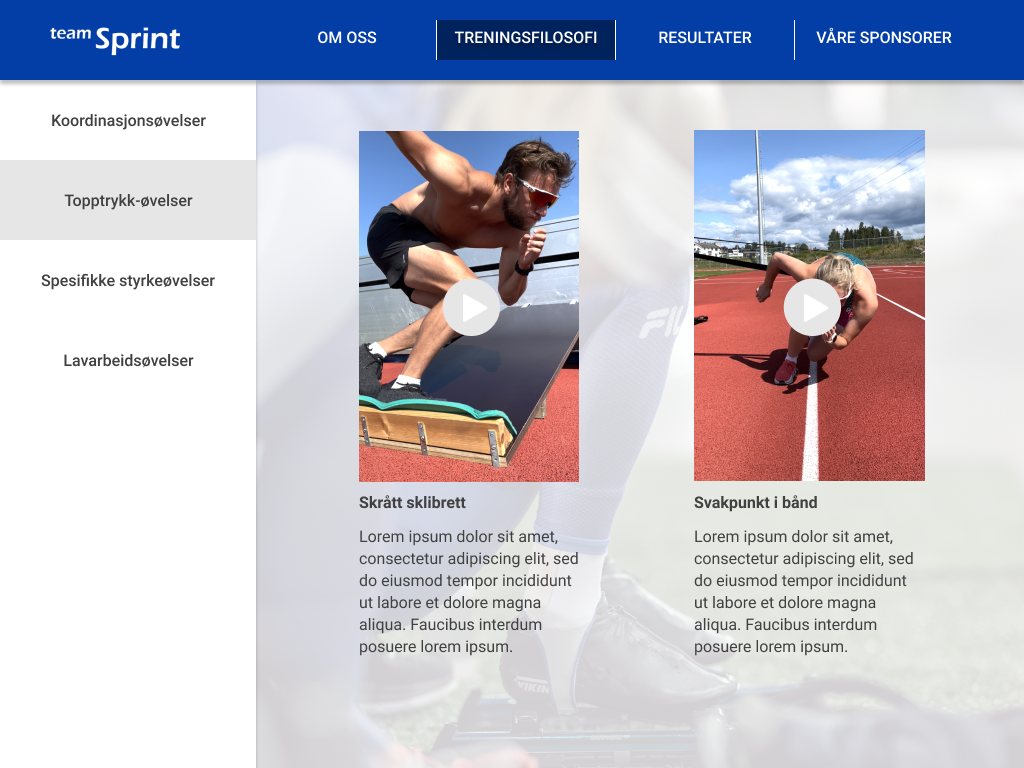 team Sprint
OM OSS
TRENINGSFILOSOFI
RESULTATER
VÅRE SPONSORER
Koordinasjonsøvelser
Topptrykk-øvelser
Spesifikke styrkeøvelser
Lavarbeidsøvelser
Skrått sklibrett
Lorem ipsum dolor sit amet,
consectetur adipiscing elit, sed
do eiusmod tempor incididunt
ut labore et dolore magna
aliqua. Faucibus interdum
posuere lorem ipsum.
Svakpunkt i bånd
Lorem ipsum dolor sit amet,
consectetur adipiscing elit, sed
do eiusmod tempor incididunt
ut labore et dolore magna
aliqua. Faucibus interdum
posuere lorem ipsum.